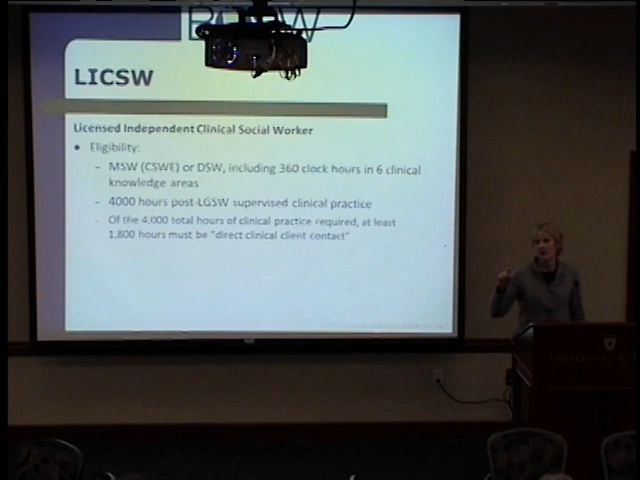 LICSW
Licensed Independent Clinical Social Worker
• Eligibility:
– MSW (CSWE) or DSW, including 360 clock hours in 6 clinical
knowledge areas
– 4000 hours post-LGSW supervised clinical practice
– Of the 4,000 total hours of clinical practice required, at least
1,800 hours must be "direct clinical client contact"